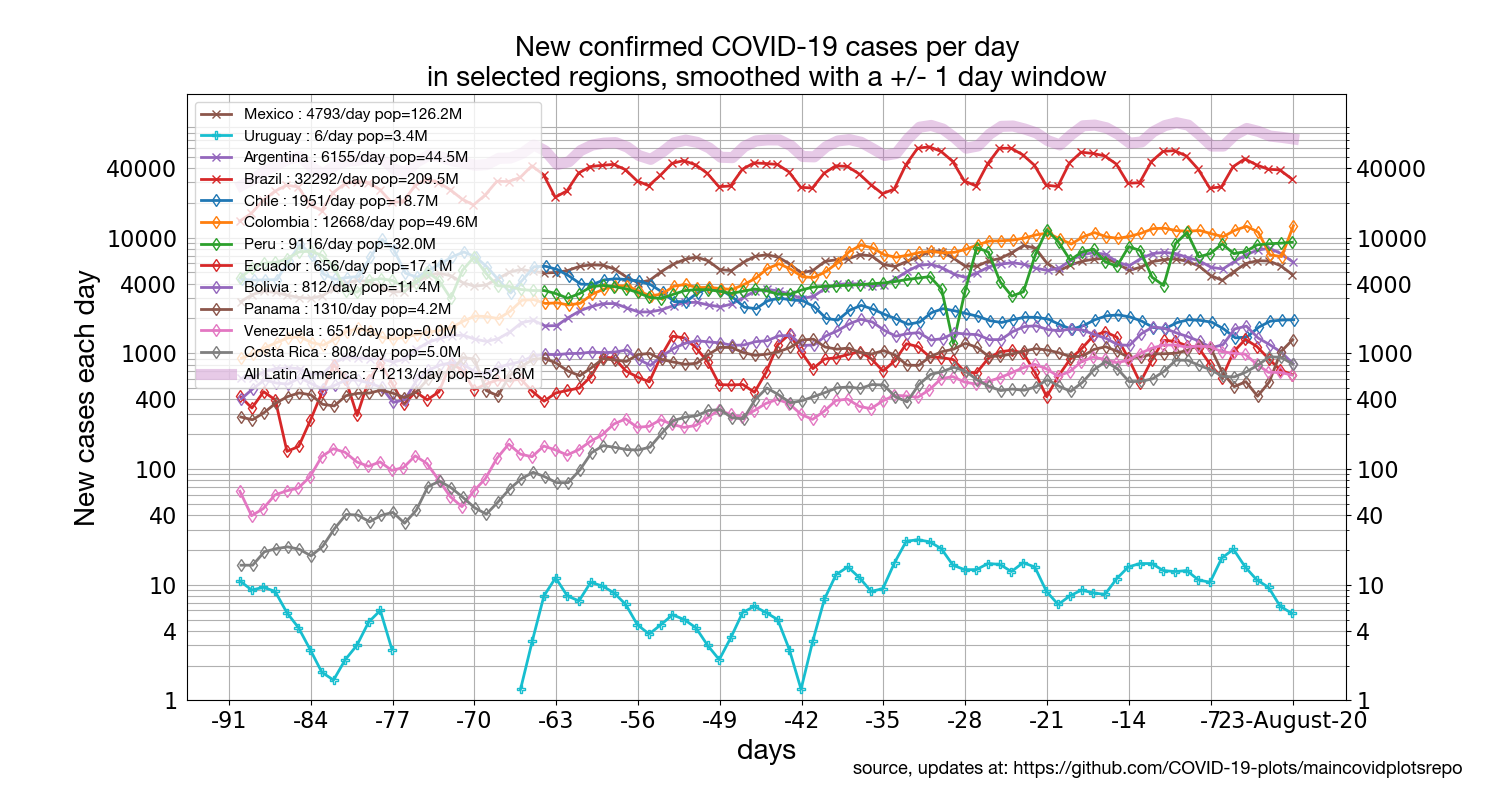 New confirmed COVID-19 cases per day
in selected regions, smoothed with a +/- 1 day window
Mexico : 4793/day pop=126.2M
Uruguay : 6/day pop=3.4M
Argentina : 6155/day pop=44.5M
Brazil : 32292/day pop=209.5M
Chile : 1951/day pop=18.7M
Colombia : 12668/day pop=49.6M
Peru : 9116/day pop=32.0M
Ecuador : 656/day pop=17.1M
Bolivia : 812/day pop=11.4M
Panama : 1310/day pop=4.2M
Venezuela : 651/day pop=0.0M
Costa Rica : 808/day pop=5.0M
All Latin America : 71213/day pop=521.6M
New cases each day
40000 40000
10000 10000
4000 4000
1000 1000
400 400
100 100
40 40
10 10
4 4
1 1
-91 -84 -77 -70 -63 -56 -49 -42 -35 -28 -21 -14 -7 23-August-20
days
source, updates at: https://github.com/COVID-19-plots/maincovidplotsrepo